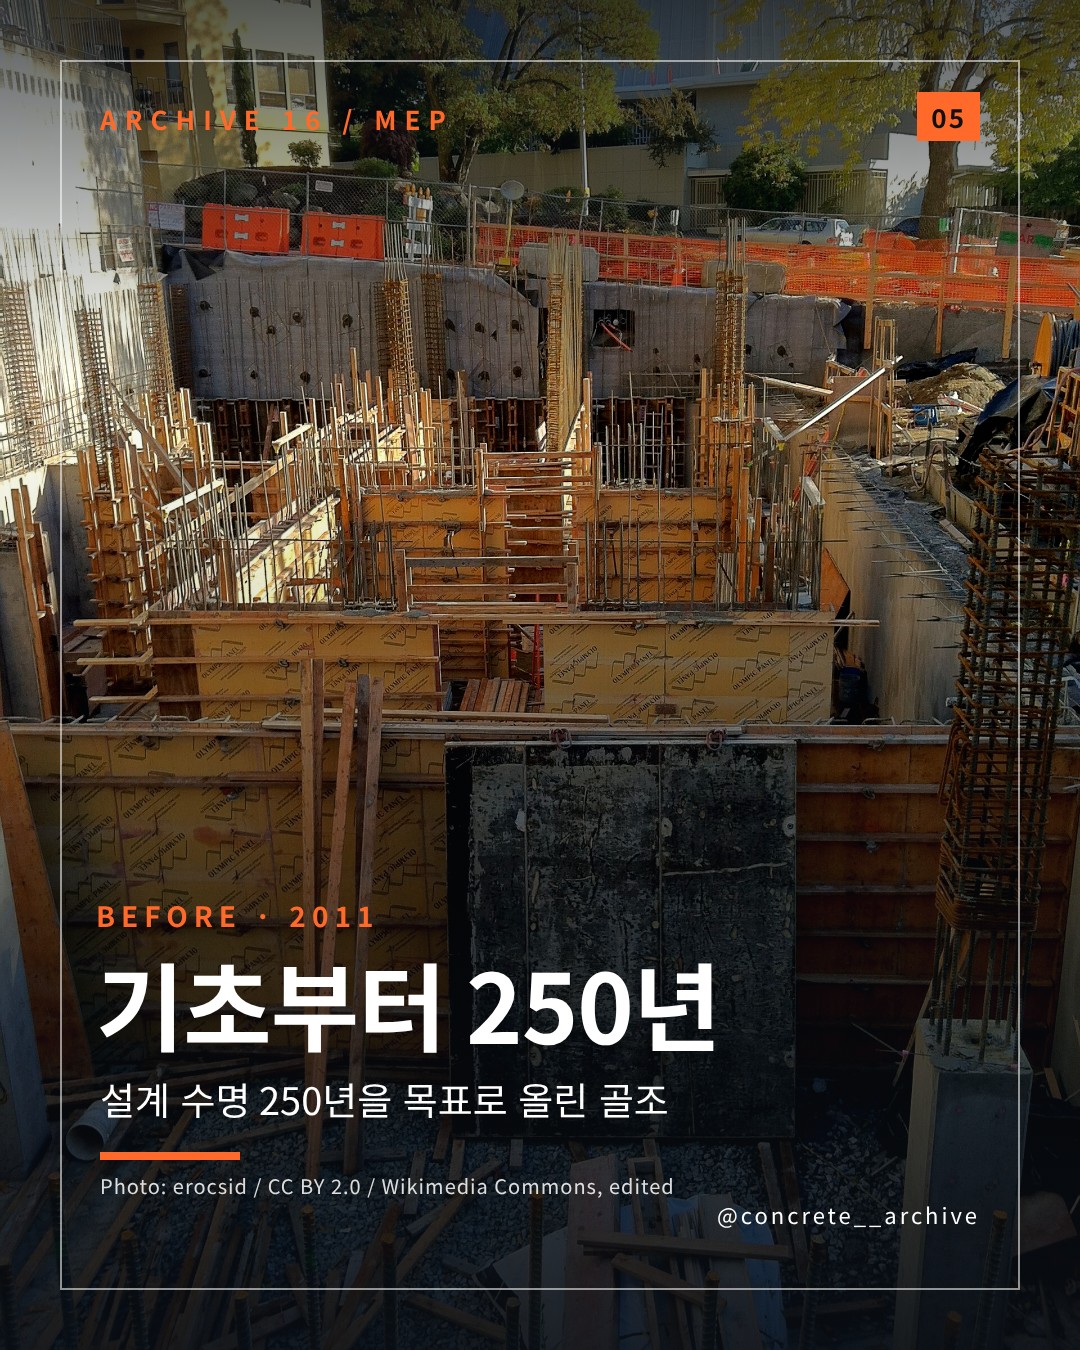 ARCHIVE 16 / MEP
05
OLYMPIC PANEL
BEFORE · 2011
기초부터 250년
설계 수명 250년을 목표로 올린 골조
Photo: erocsid / CC BY 2.0 / Wikimedia Commons, edited
@concrete__archive